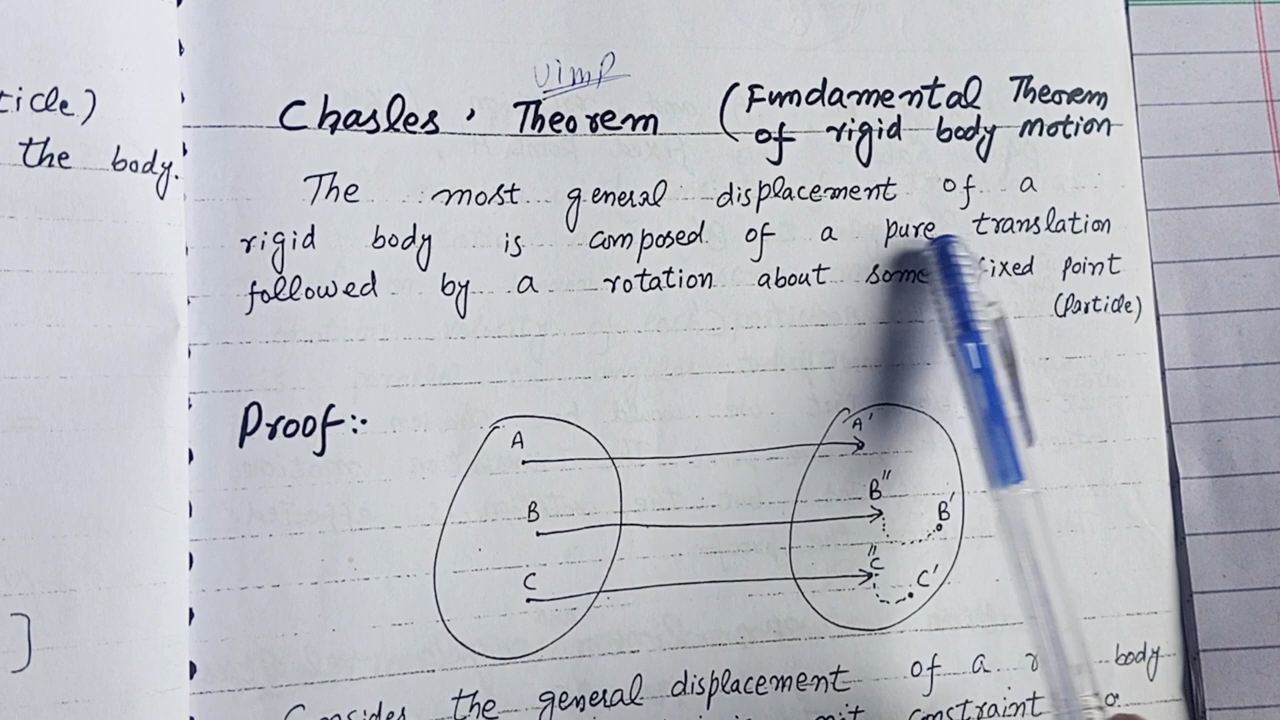 ticle)
the body.
VimP
Chasles' Theorem (Fundamental Theorem
of rigid body motion
The most general displacement of a
rigid body is composed of a pure translation
followed by a rotation about some fixed point
(Particle)
Proof:-
A
A'
B
B''
B'
C
C''
C'
]
Consider the general displacement of a body
constraint